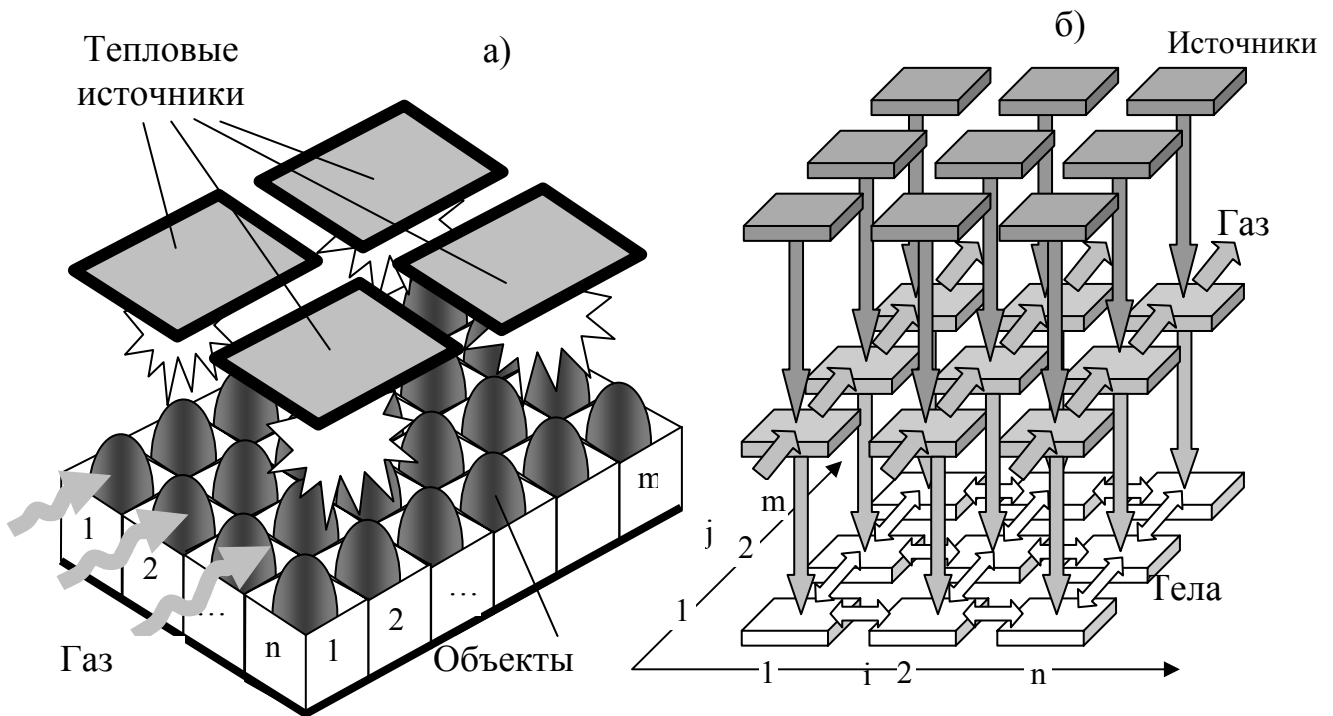 Тепловые
источники
а)
1
2
...
n
1
2
...
m
Газ
Объекты
б)
Источники
Газ
m
j
2
1
Тела
1
i
2
n